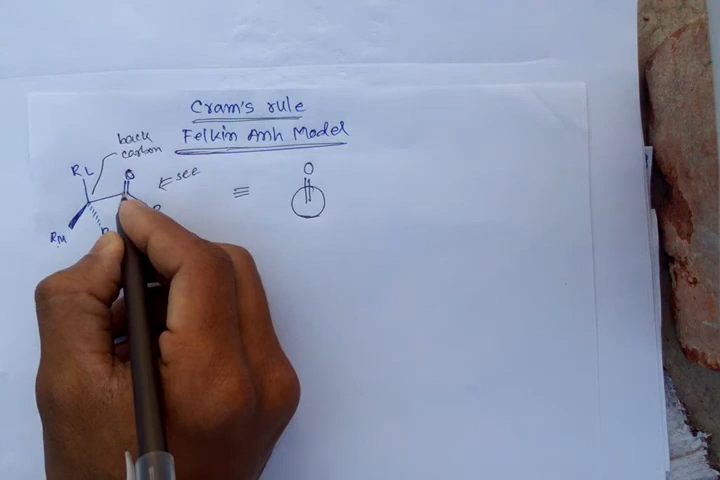 Cram's rule
Felkin Anh Model
back
carbon
RL
O
see
≡
O
RM